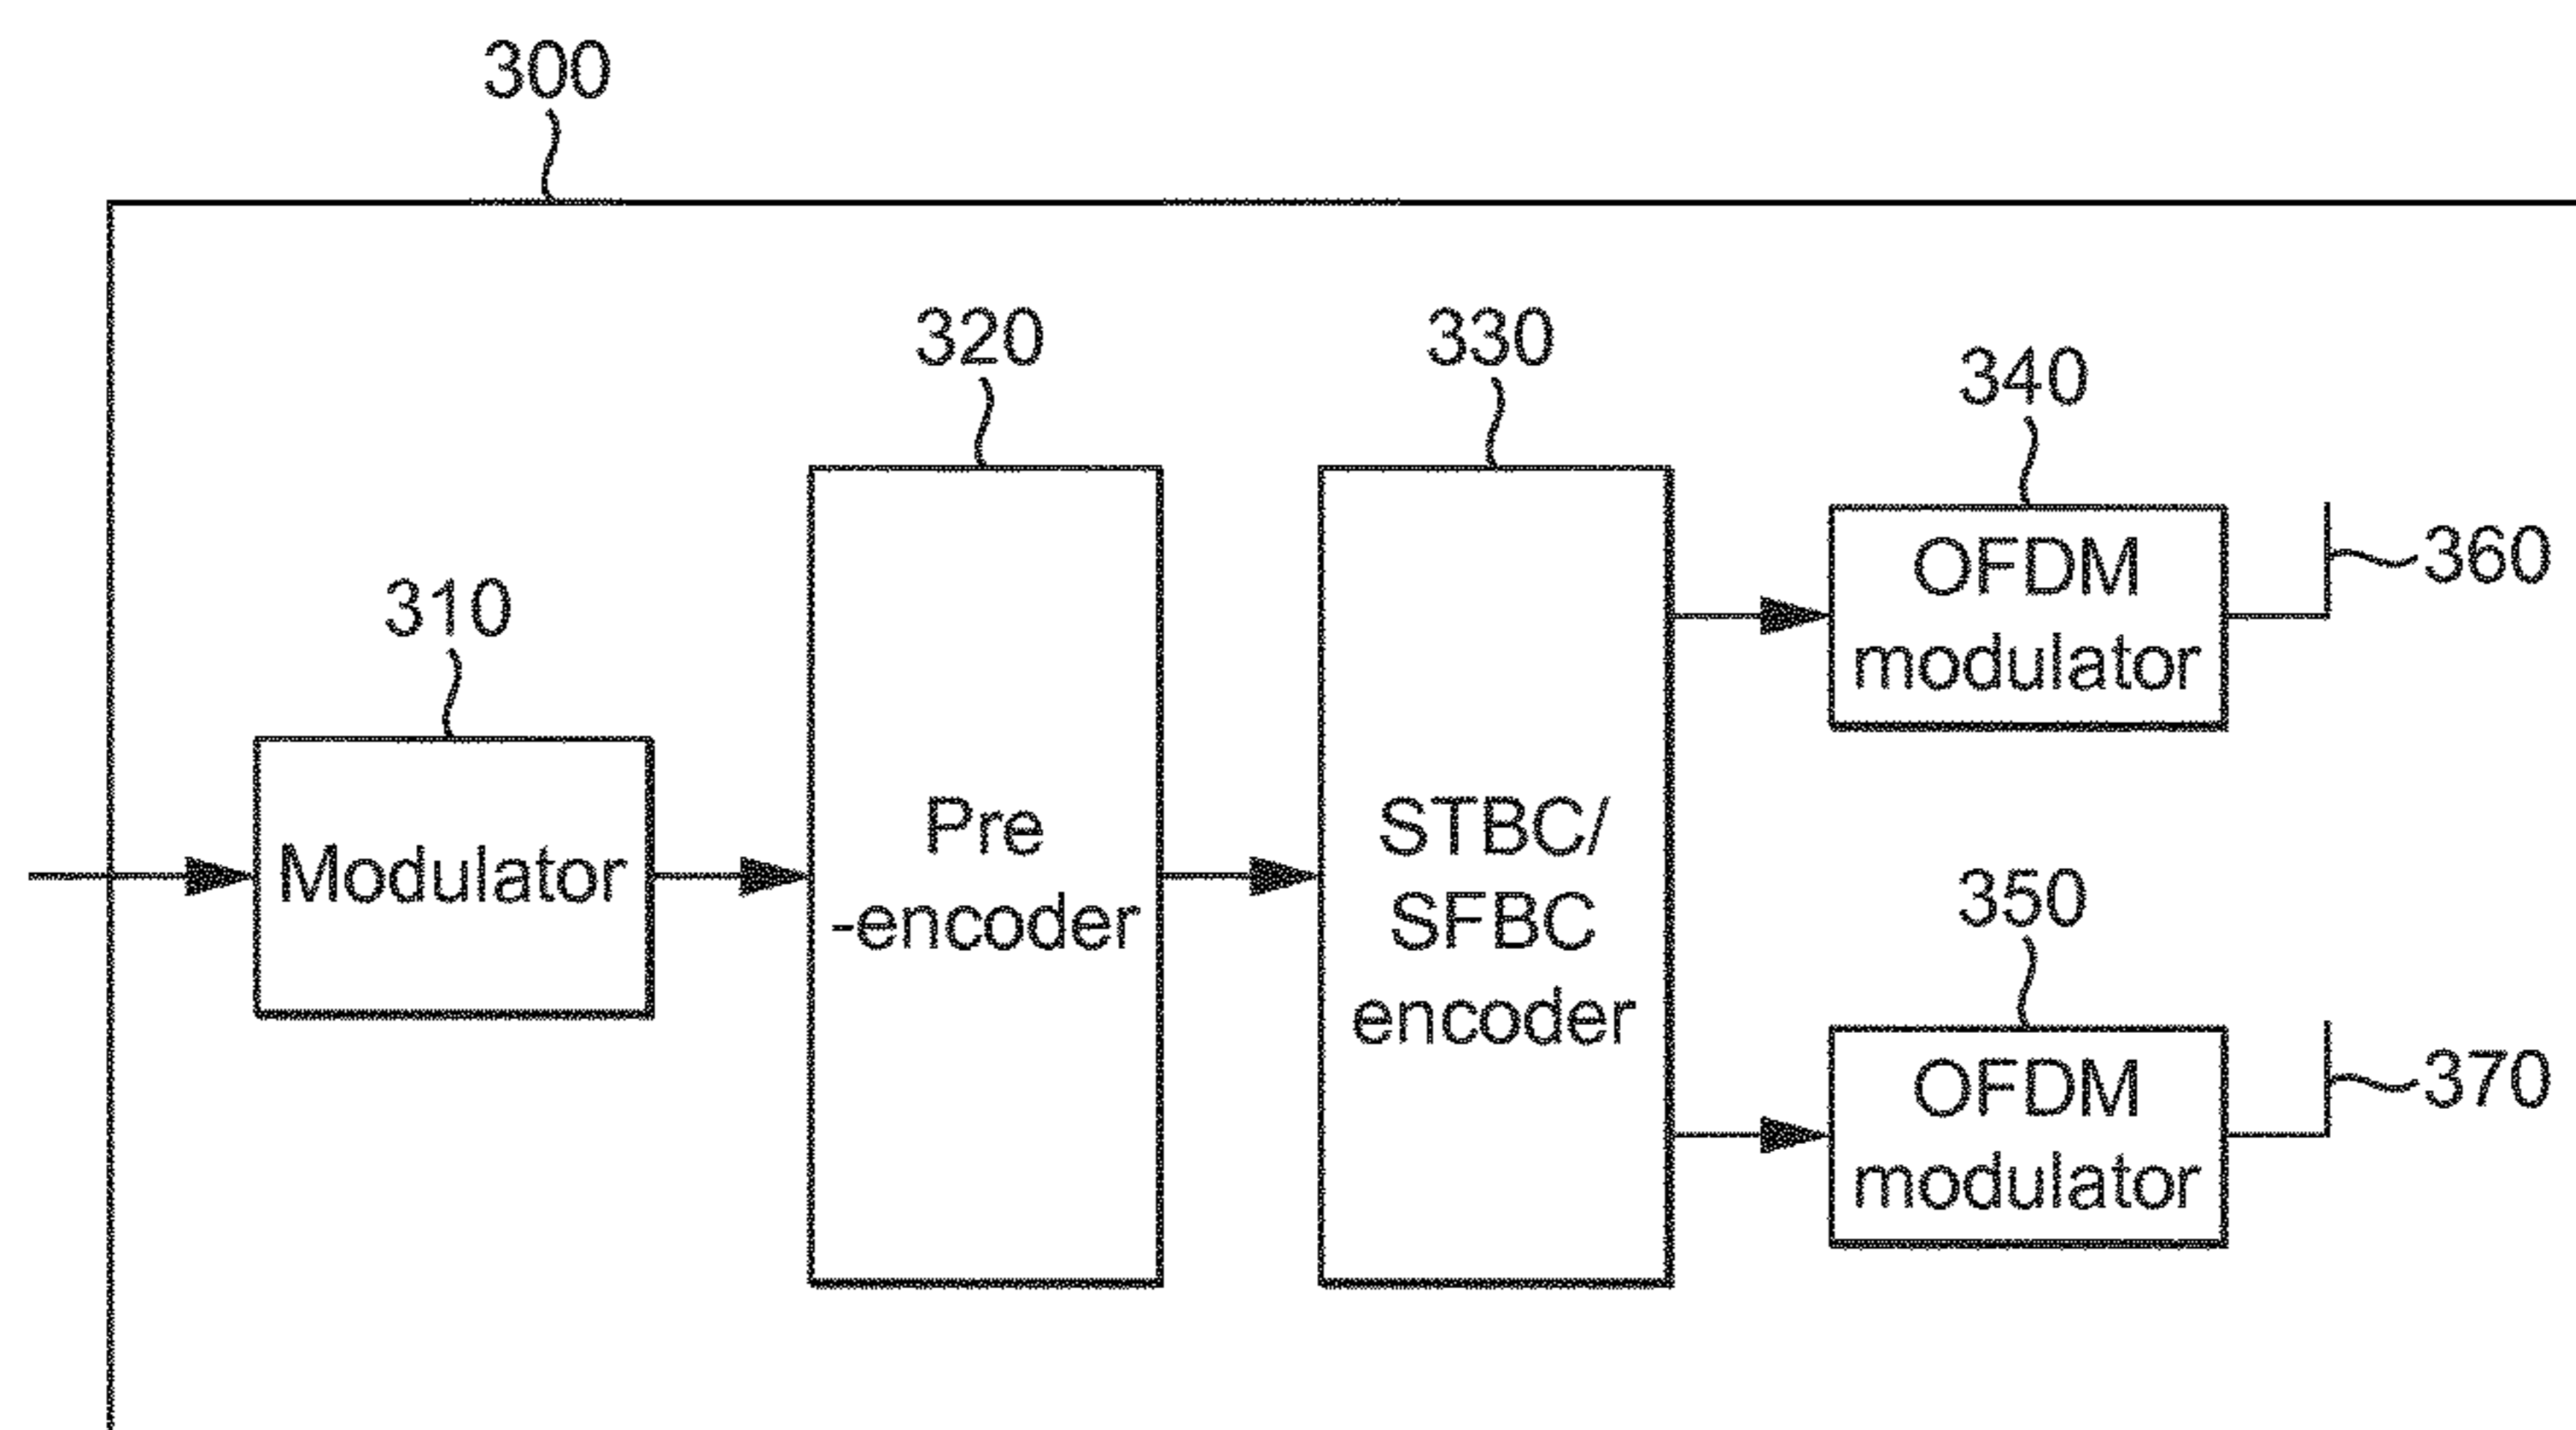 300
320
330
340
310
360
OFDM
modulator
Pre
-encoder
STBC/
SFBC
encoder
Modulator
350
370
OFDM
modulator